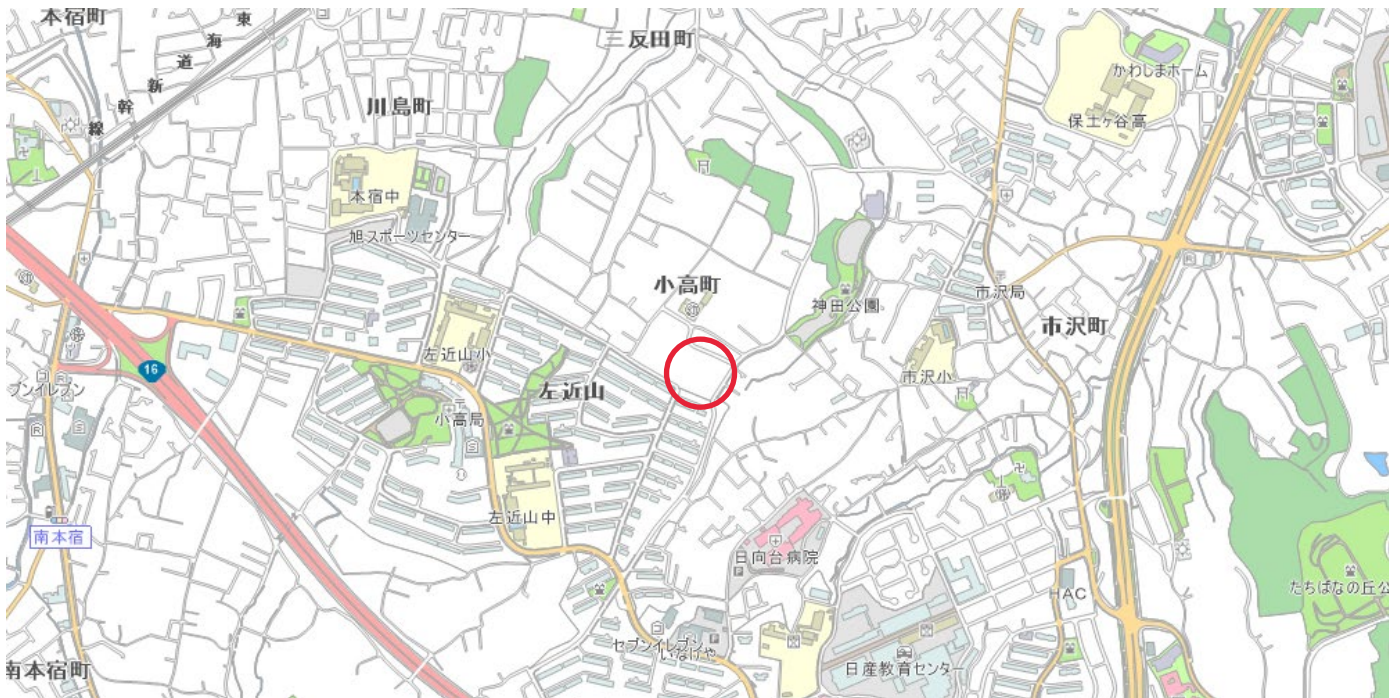 本宿町
東
海
道
新
幹
線
三反田町
川島町
かわしまホーム
保土ヶ谷高
本宿中
旭スポーツセンター
小高町
神田公園
市沢局
市沢町
16
左近山小
左近山
市沢小
ブンイレブン
小高局
左近山中
南本宿
日向台病院
HAC
たちばなの丘公
セブンイレブン
いなげや
日産教育センター
南本宿町